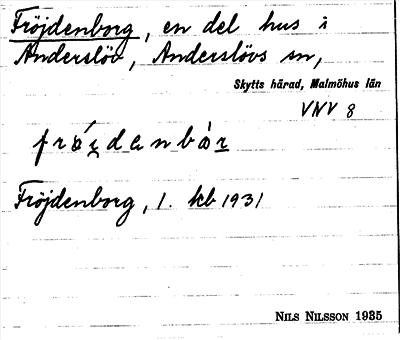 Fröjdenborg, en del hus i
Anderslöv, Anderslövs sn,
Skytts härad, Malmöhus län
VNV 8
Fröjdenborg, 1. kb 1931
NILS NILSSON 1935